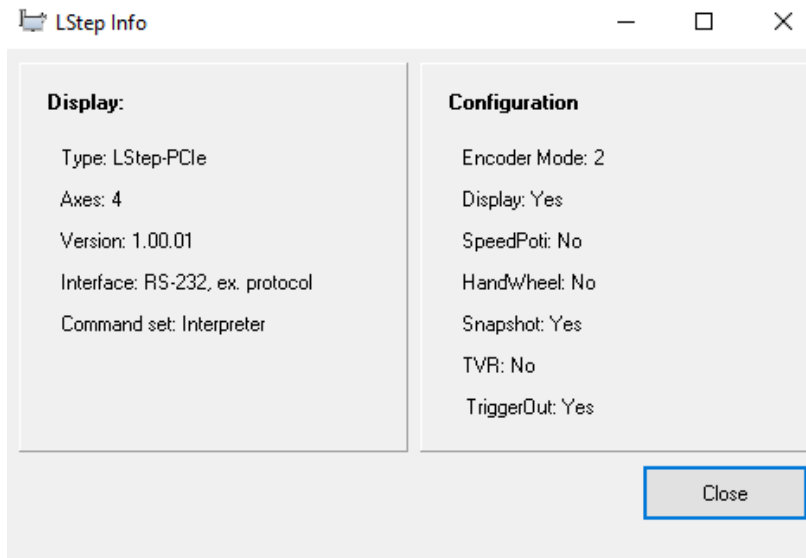 LStep Info
Display:
Type: LStep-PCIe
Axes: 4
Version: 1.00.01
Interface: RS-232, ex. protocol
Command set: Interpreter
Configuration
Encoder Mode: 2
Display: Yes
SpeedPoti: No
HandWheel: No
Snapshot: Yes
TVR: No
TriggerOut: Yes
Close